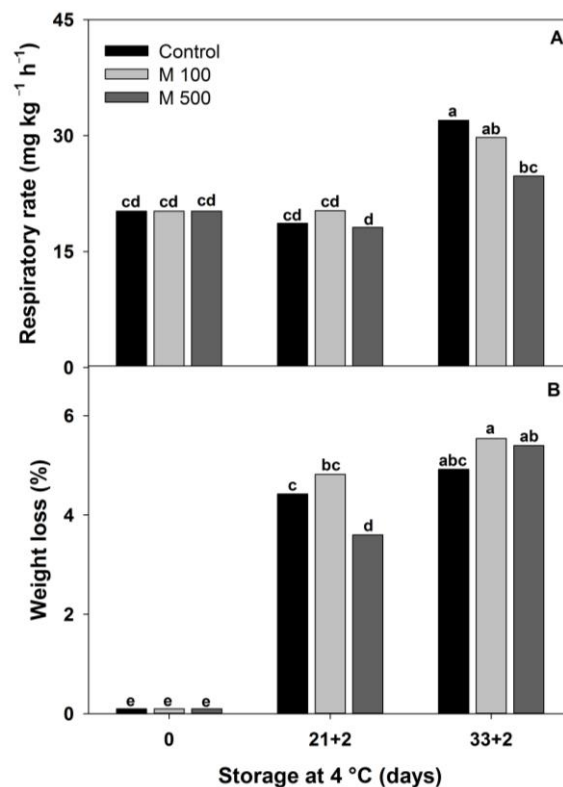 45
A
Control
M 100
M 500
Respiratory rate (mg kg⁻¹ h⁻¹)
a
ab
30
bc
cd cd cd
cd cd d
15
0
B
6
a
ab
abc
bc
c
Weight loss (%)
4
d
2
e e e
0
0 21+2 33+2
Storage at 4 °C (days)